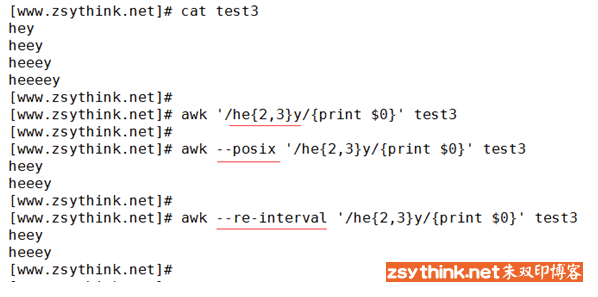 [www.zsythink.net]# cat test3
hey
heey
heeey
heeeey
[www.zsythink.net]#
[www.zsythink.net]# awk '/he{2,3}y/{print $0}' test3
[www.zsythink.net]#
[www.zsythink.net]# awk --posix '/he{2,3}y/{print $0}' test3
heey
heeey
[www.zsythink.net]#
[www.zsythink.net]# awk --re-interval '/he{2,3}y/{print $0}' test3
heey
heeey
[www.zsythink.net]#
zsythink.net朱双印博客